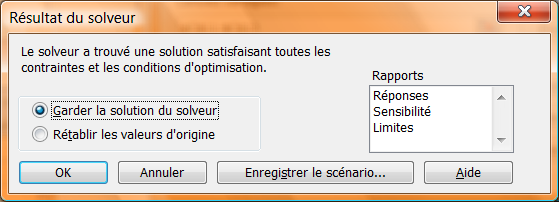 Résultat du solveur
Le solveur a trouvé une solution satisfaisant toutes les
contraintes et les conditions d'optimisation.
Rapports
Garder la solution du solveur
Rétablir les valeurs d'origine
Réponses
Sensibilité
Limites
OK
Annuler
Enregistrer le scénario...
Aide